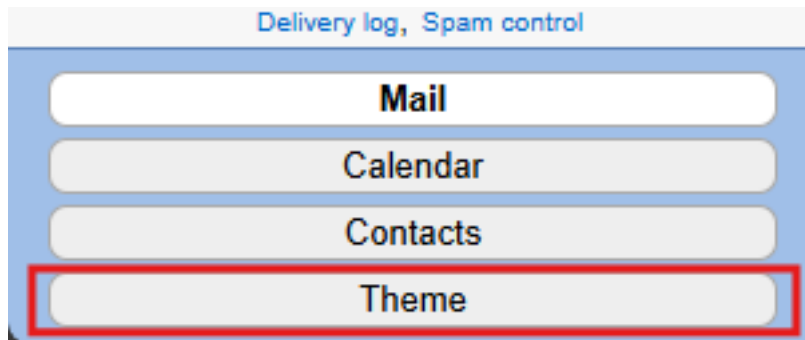 Delivery log, Spam control
Mail
Calendar
Contacts
Theme